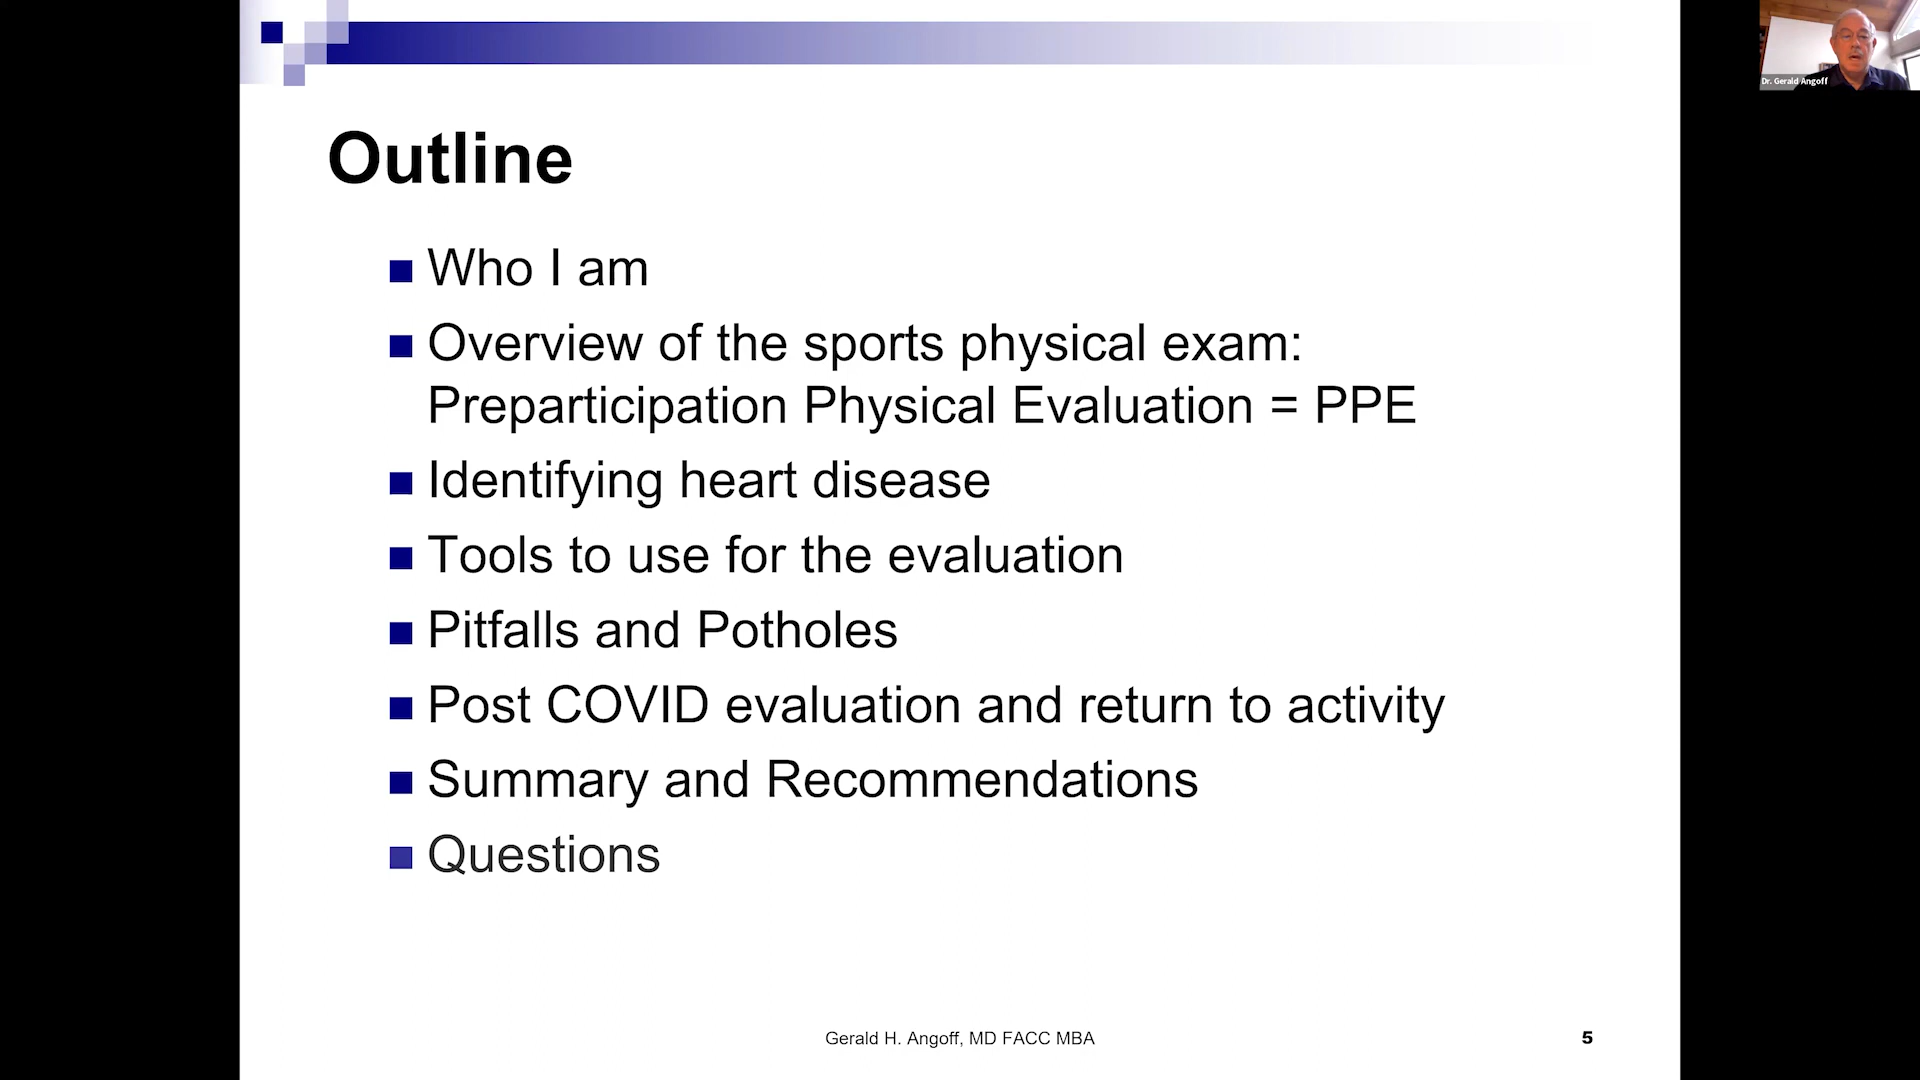 Dr. Gerald Angoff
Outline
Who I am
Overview of the sports physical exam:
Preparticipation Physical Evaluation = PPE
Identifying heart disease
Tools to use for the evaluation
Pitfalls and Potholes
Post COVID evaluation and return to activity
Summary and Recommendations
Questions
Gerald H. Angoff, MD FACC MBA
5